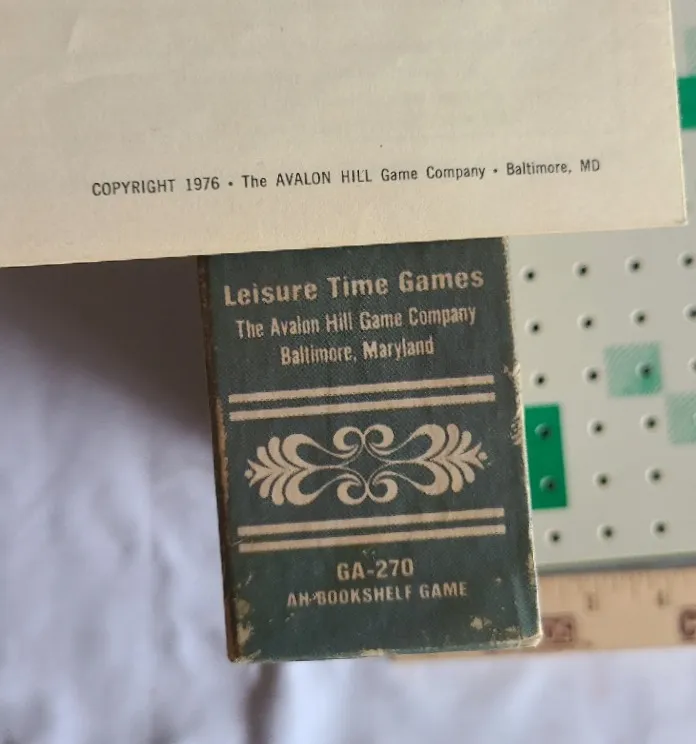 COPYRIGHT 1976 • The AVALON HILL Game Company • Baltimore, MD
Leisure Time Games
The Avalon Hill Game Company
Baltimore, Maryland
GA-270
AH BOOKSHELF GAME